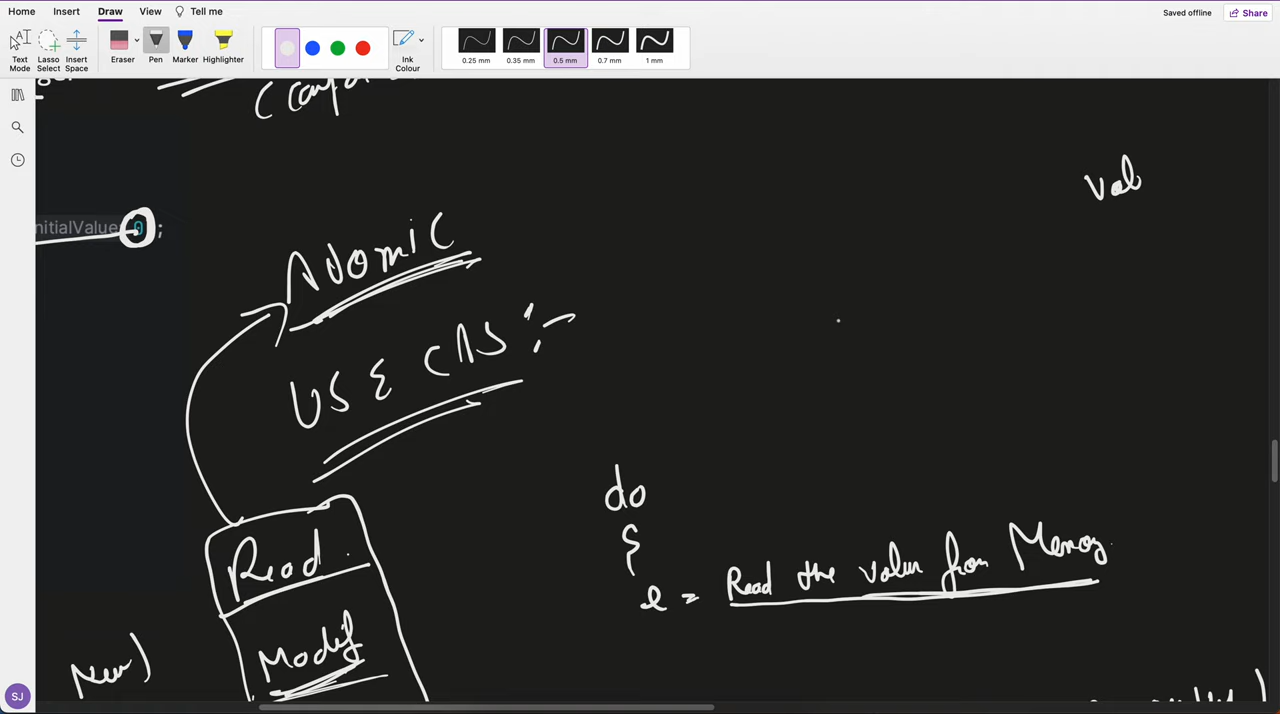 Home Insert Draw View Tell me
Saved offline Share
Text Mode
Lasso Select
Insert Space
Eraser
Pen
Marker
Highlighter
Ink Colour
0.25 mm
0.35 mm
0.5 mm
0.7 mm
1 mm
val
nitialValue 0 ;
Atomic
USE CAS :-
do
{
Read
e = Read the value from Memory
Modif
New)
SJ